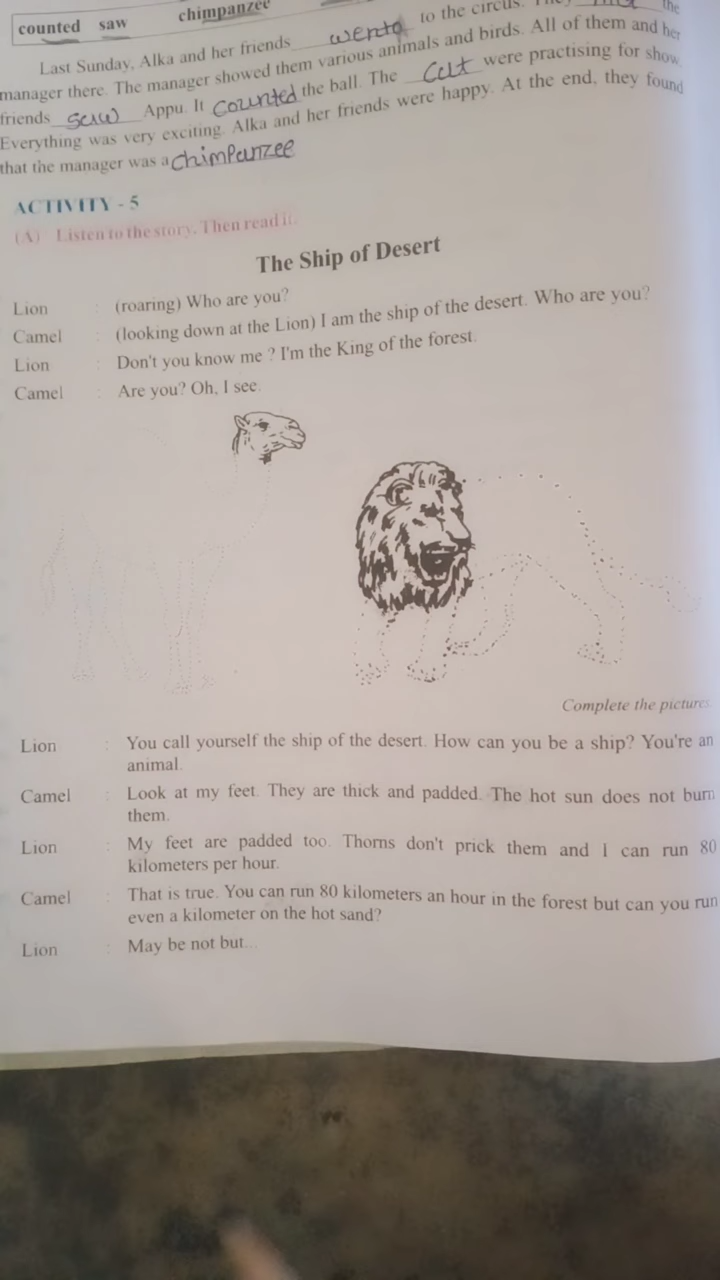 counted saw chimpanzee
Last Sunday, Alka and her friends to the circus. the
manager there. The manager showed them various animals and birds. All of them and her
friends saw Appu. It counted the ball. The were practising for show.
Everything was very exciting. Alka and her friends were happy. At the end, they found
that the manager was a chimpanzee
ACTIVITY - 5
(A) Listen to the story. Then read it.
The Ship of Desert
Lion : (roaring) Who are you?
Camel : (looking down at the Lion) I am the ship of the desert. Who are you?
Lion : Don't you know me ? I'm the King of the forest.
Camel : Are you? Oh, I see.
Complete the pictures
Lion : You call yourself the ship of the desert. How can you be a ship? You're an
animal.
Camel : Look at my feet. They are thick and padded. The hot sun does not burn
them.
Lion : My feet are padded too. Thorns don't prick them and I can run 80
kilometers per hour.
Camel : That is true. You can run 80 kilometers an hour in the forest but can you run
even a kilometer on the hot sand?
Lion : May be not but...